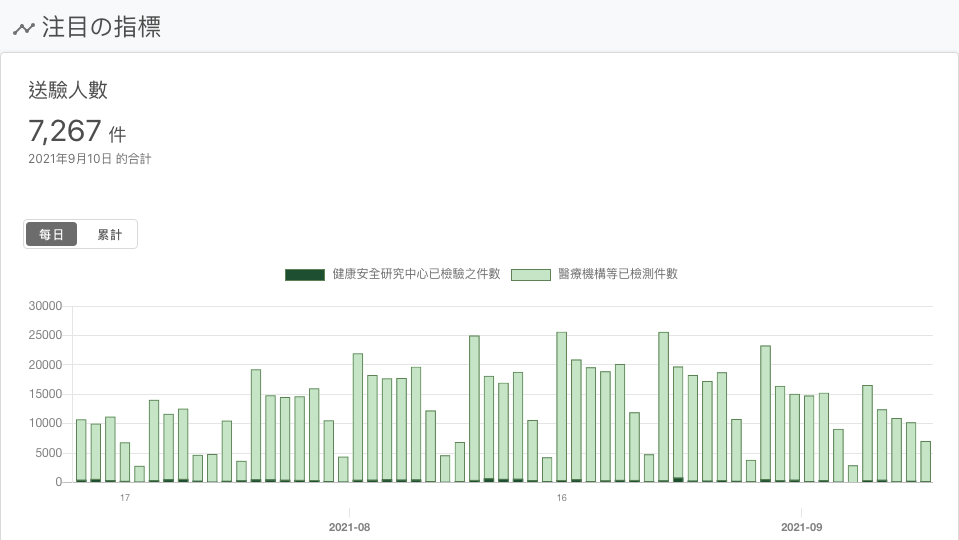 注目の指標
送驗人數
7,267 件
2021年9月10日 的合計
每日 累計
健康安全研究中心已檢驗之件數 醫療機構等已檢測件數
30000
25000
20000
15000
10000
5000
0
17 16
2021-08 2021-09